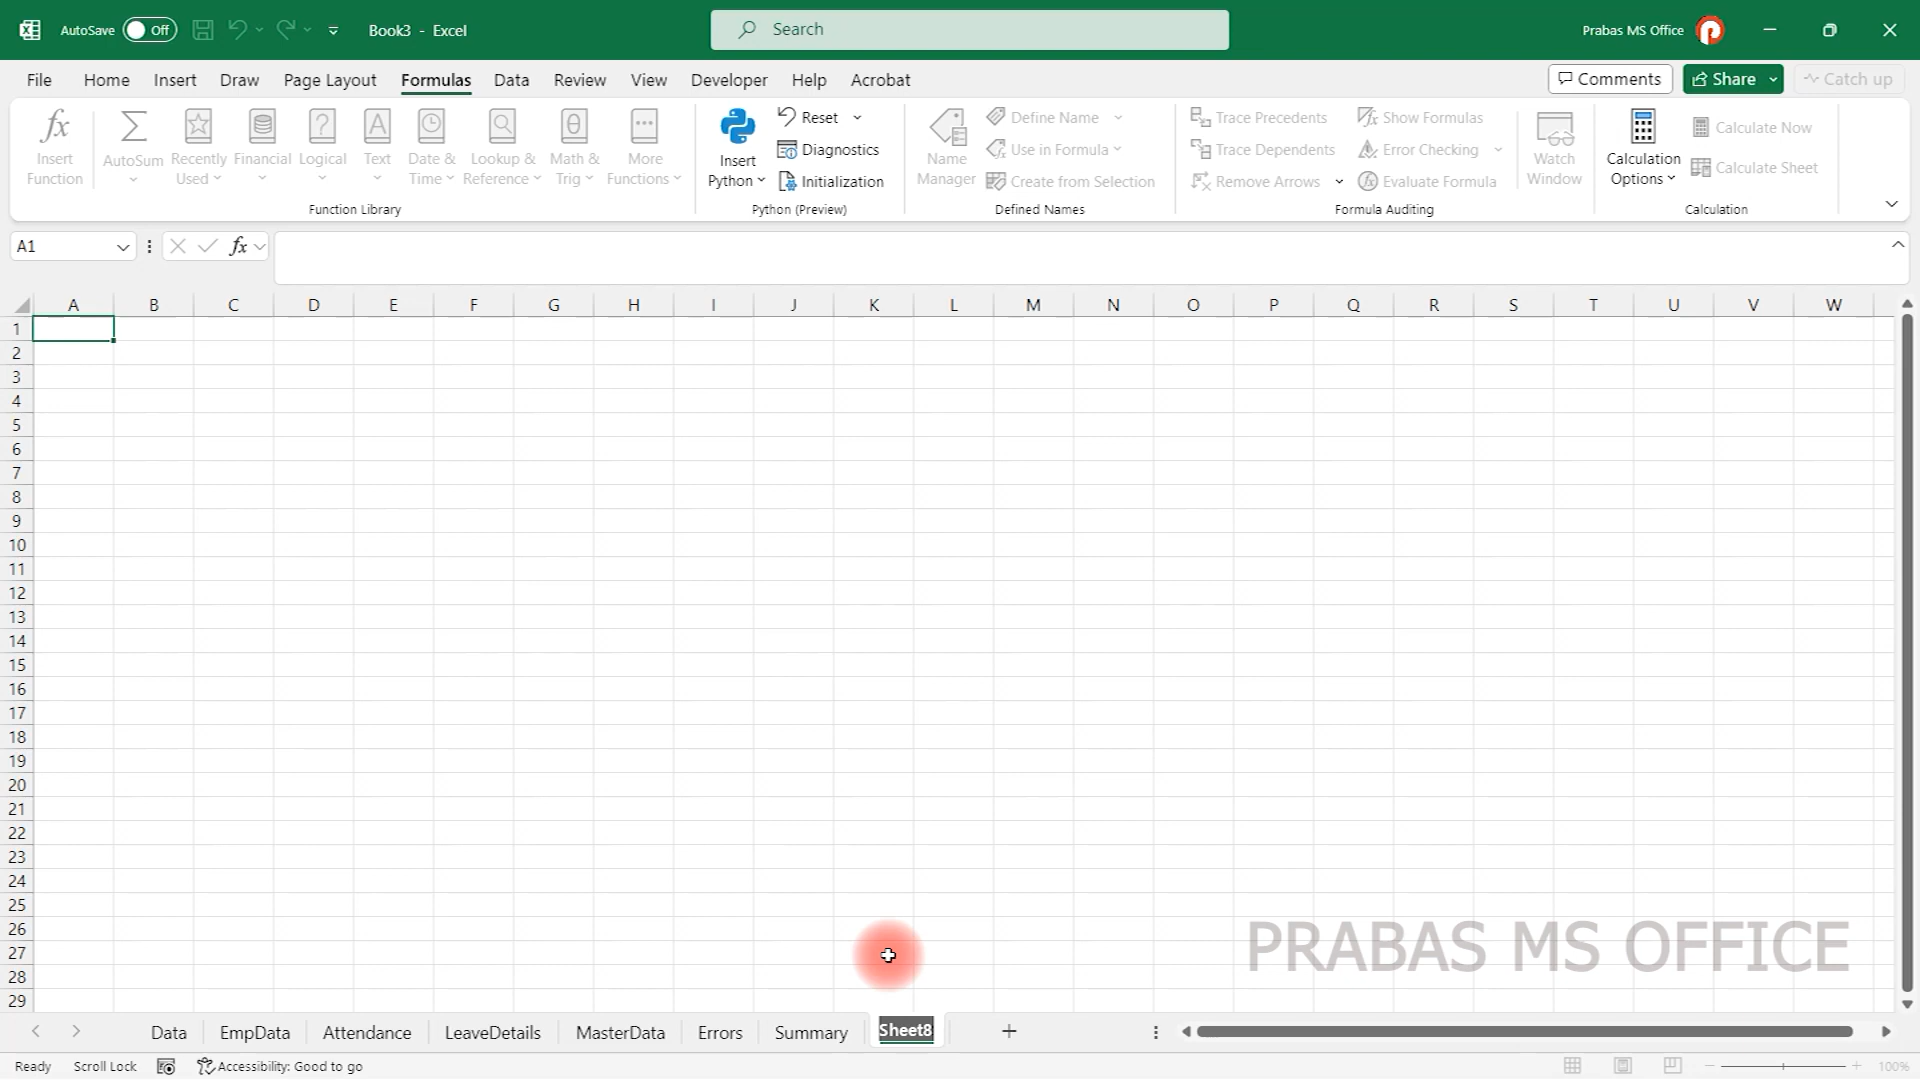 AutoSave Off Book3 - Excel Search Prabas MS Office
File Home Insert Draw Page Layout Formulas Data Review View Developer Help Acrobat Comments Share Catch up
Insert Function
AutoSum
Recently Used
Financial
Logical
Text
Date & Time
Lookup & Reference
Math & Trig
More Functions
Function Library
Insert Python
Reset
Diagnostics
Initialization
Python (Preview)
Name Manager
Define Name
Use in Formula
Create from Selection
Defined Names
Trace Precedents
Trace Dependents
Remove Arrows
Show Formulas
Error Checking
Evaluate Formula
Formula Auditing
Watch Window
Calculation Options
Calculate Now
Calculate Sheet
Calculation
A1 fx
A B C D E F G H I J K L M N O P Q R S T U V W
1
2
3
4
5
6
7
8
9
10
11
12
13
14
15
16
17
18
19
20
21
22
23
24
25
26
27
28
29
PRABAS MS OFFICE
Data EmpData Attendance LeaveDetails MasterData Errors Summary Sheet8
Ready Scroll Lock Accessibility: Good to go 100%